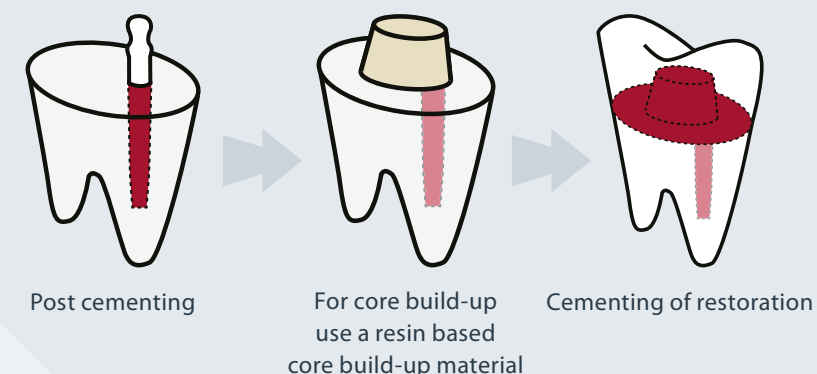 Post cementing
For core build-up
use a resin based
core build-up material
Cementing of restoration